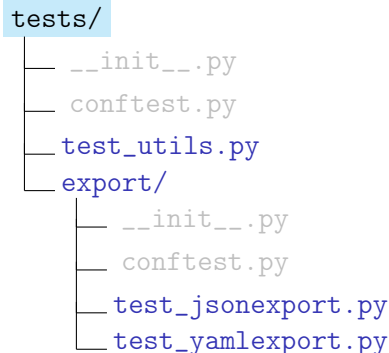 tests/
__init__.py
conftest.py
test_utils.py
export/
__init__.py
conftest.py
test_jsonexport.py
test_yamlexport.py